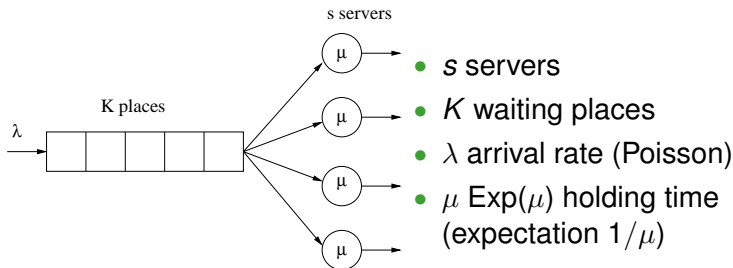 s servers
K places
λ
μ
μ
μ
μ
• s servers
• K waiting places
• λ arrival rate (Poisson)
• μ Exp(μ) holding time
(expectation 1/μ)